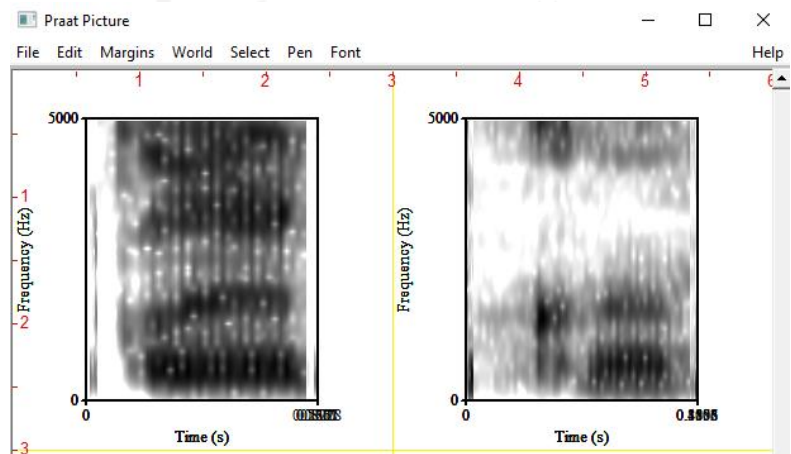 Praat Picture
File Edit Margins World Select Pen Font Help
1 2 3 4 5 6
1
2
3
5000
Frequency (Hz)
0
0
Time (s)
5000
Frequency (Hz)
0
0
Time (s)